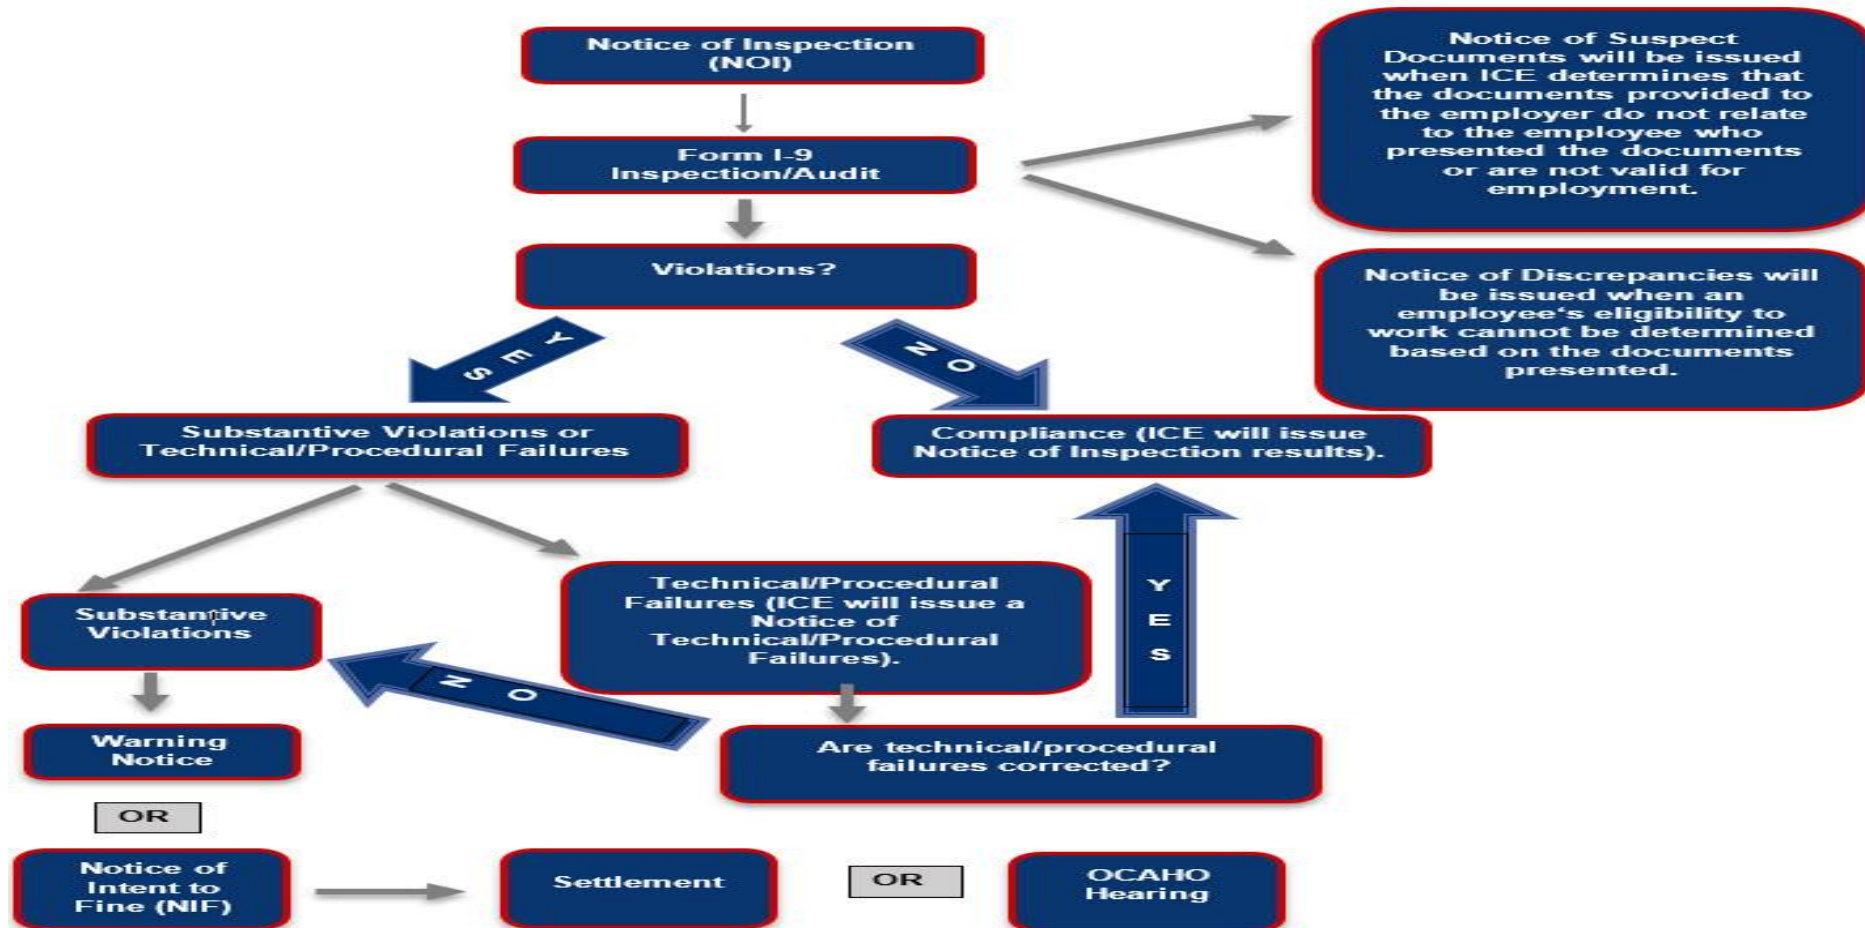 Notice of Inspection
(NOI)
Notice of Suspect
Documents will be issued
when ICE determines that
the documents provided to
the employer do not relate
to the employee who
presented the documents
or are not valid for
employment.
Form I-9
Inspection/Audit
Violations?
Notice of Discrepancies will
be issued when an
employee's eligibility to
work cannot be determined
based on the documents
presented.
YES
NO
Substantive Violations or
Technical/Procedural Failures
Compliance (ICE will issue
Notice of Inspection results).
Technical/Procedural
Failures (ICE will issue a
Notice of
Technical/Procedural
Failures).
YES
Substantive
Violations
NO
Warning
Notice
Are technical/procedural
failures corrected?
OR
Notice of
Intent to
Fine (NIF)
Settlement
OR
OCAHO
Hearing